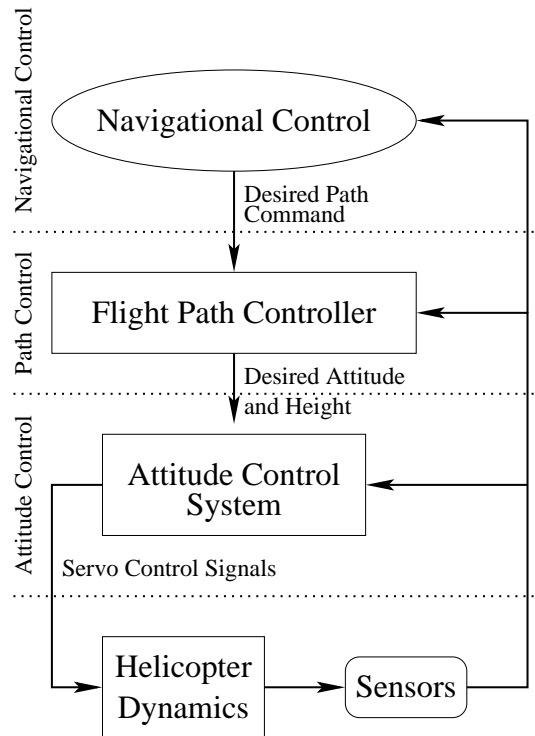 Navigational Control
Navigational Control
Desired Path
Command
Path Control
Flight Path Controller
Desired Attitude
and Height
Attitude Control
Attitude Control
System
Servo Control Signals
Helicopter
Dynamics
Sensors